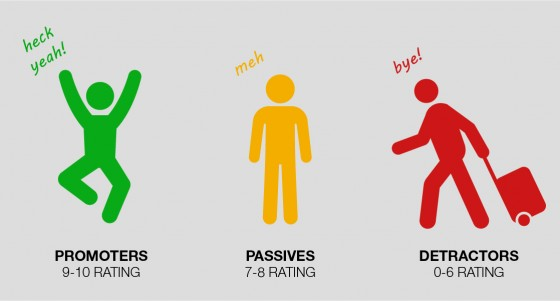 heck
yeah!
meh
bye!
PROMOTERS
9-10 RATING
PASSIVES
7-8 RATING
DETRACTORS
0-6 RATING